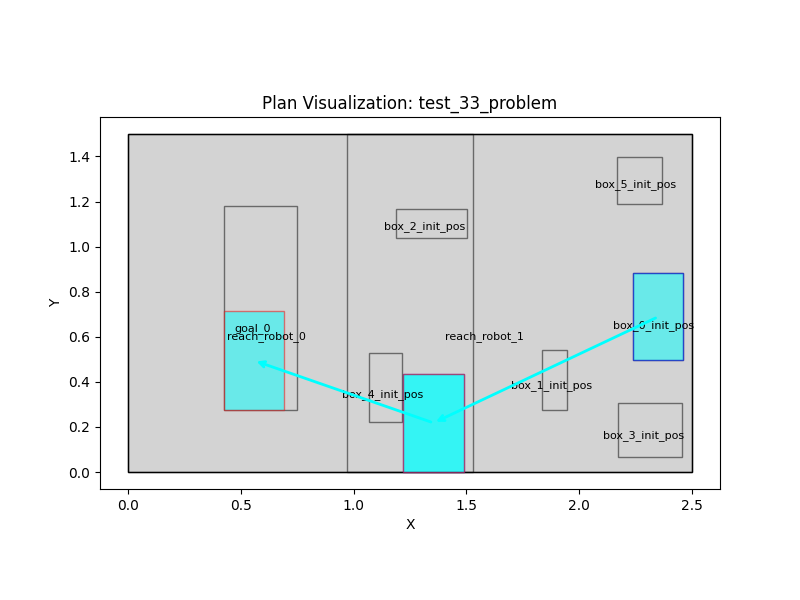 Plan Visualization: test_33_problem
Y
1.4
1.2
1.0
0.8
0.6
0.4
0.2
0.0
box_5_init_pos
box_2_init_pos
goal_0
reach_robot_0
reach_robot_1
box_0_init_pos
box_4_init_pos
box_1_init_pos
box_3_init_pos
0.0 0.5 1.0 1.5 2.0 2.5
X